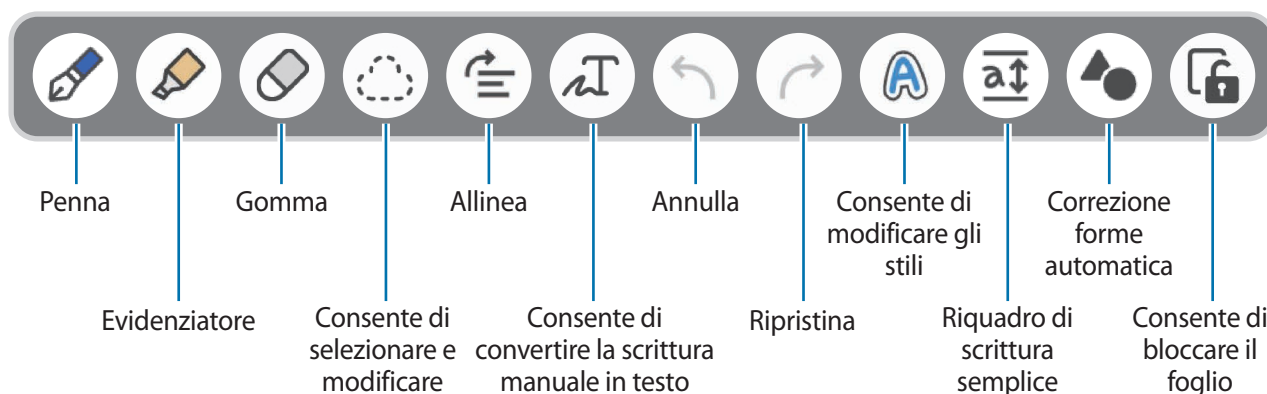 Penna
Gomma
Allinea
Annulla
Consente di
modificare gli
stili
Correzione
forme
automatica
Evidenziatore
Consente di
selezionare e
modificare
Consente di
convertire la scrittura
manuale in testo
Ripristina
Riquadro di
scrittura
semplice
Consente di
bloccare il
foglio